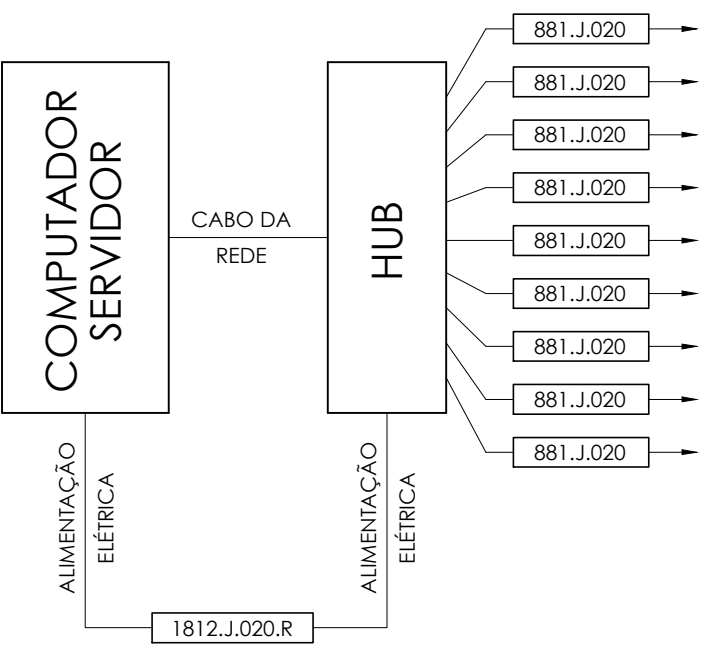 COMPUTADOR
SERVIDOR
CABO DA
REDE
HUB
881.J.020
881.J.020
881.J.020
881.J.020
881.J.020
881.J.020
881.J.020
881.J.020
881.J.020
ALIMENTAÇÃO
ELÉTRICA
ALIMENTAÇÃO
ELÉTRICA
1812.J.020.R